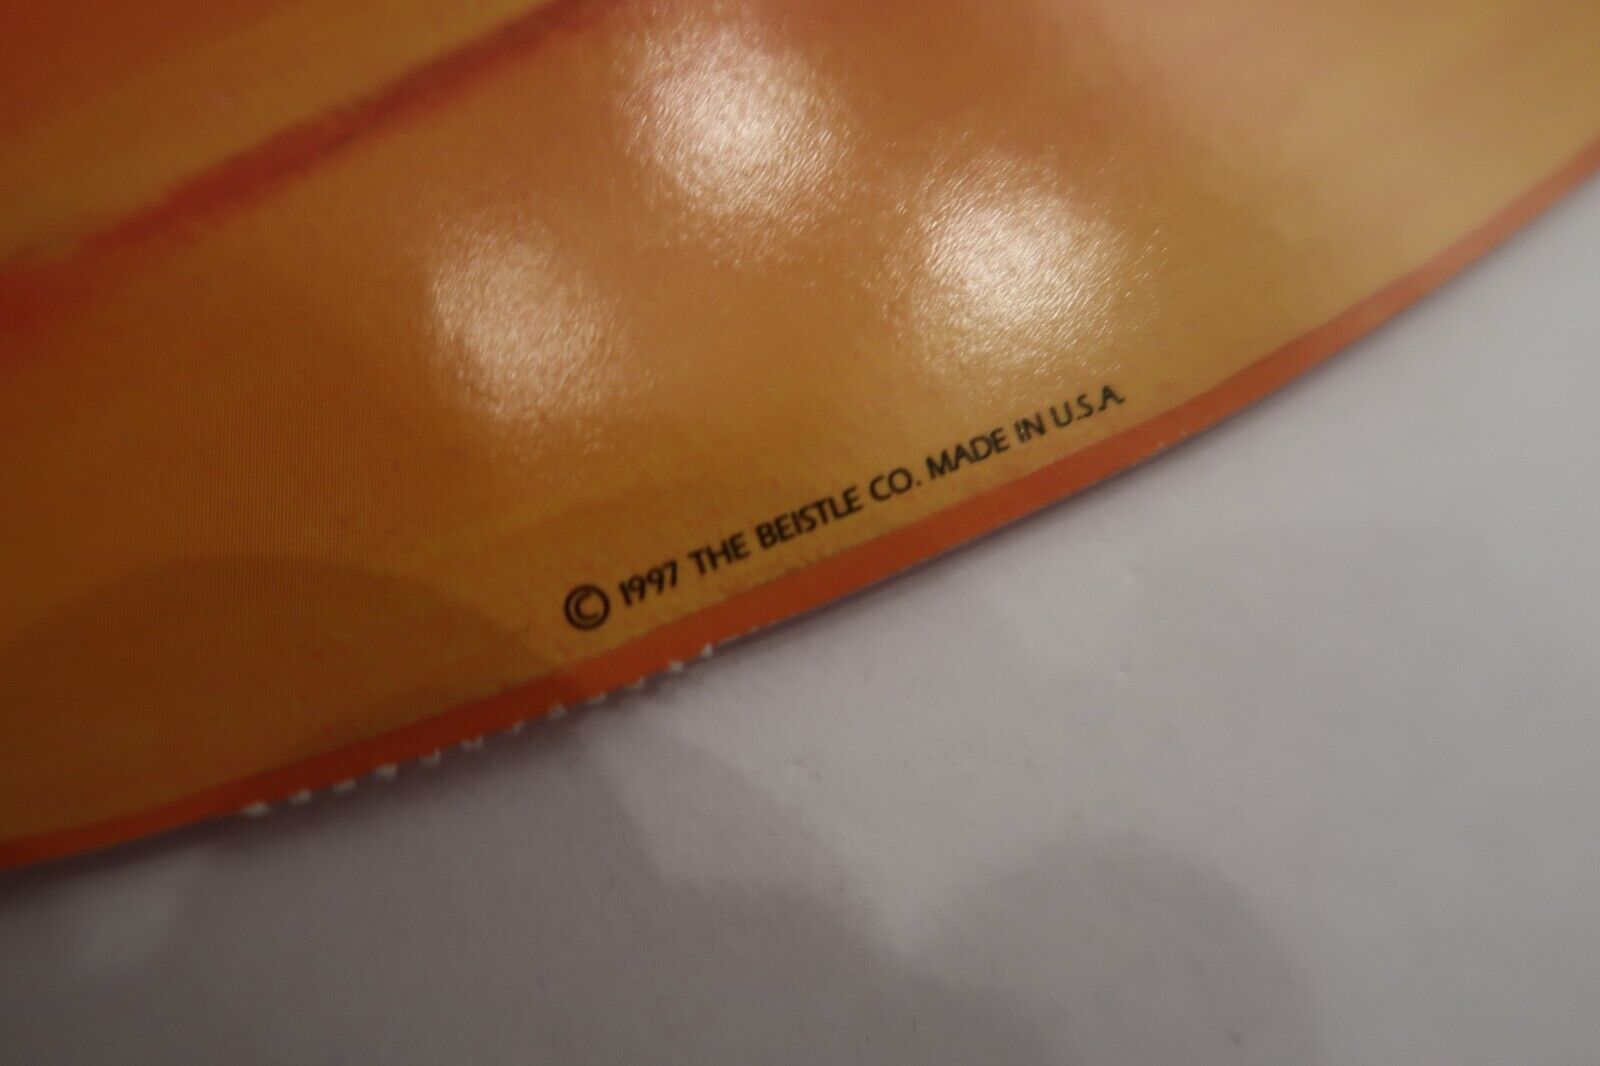 © 1997 THE BEISTLE CO. MADE IN U.S.A.